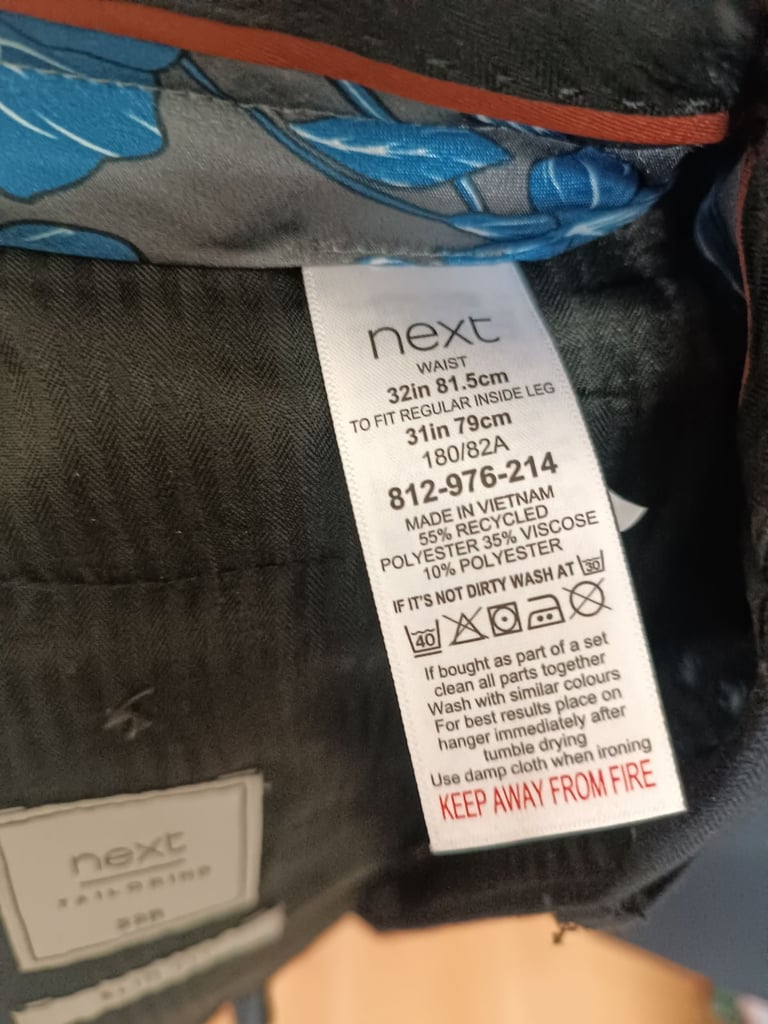 next
WAIST
32in 81.5cm
TO FIT REGULAR INSIDE LEG
31in 79cm
180/82A
812-976-214
MADE IN VIETNAM
55% RECYCLED
POLYESTER 35% VISCOSE
10% POLYESTER
IF IT'S NOT DIRTY WASH AT 30
40
If bought as part of a set
clean all parts together
Wash with similar colours
For best results place on
hanger immediately after
tumble drying
Use damp cloth when ironing
KEEP AWAY FROM FIRE
next
TAILORING